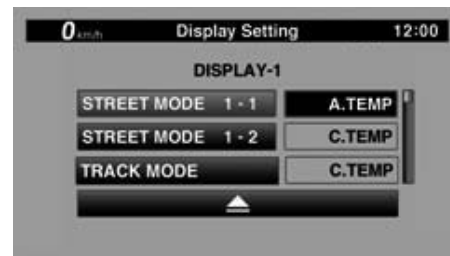 0 km/h Display Setting 12:00
DISPLAY-1
STREET MODE 1-1 A.TEMP
STREET MODE 1-2 C.TEMP
TRACK MODE C.TEMP